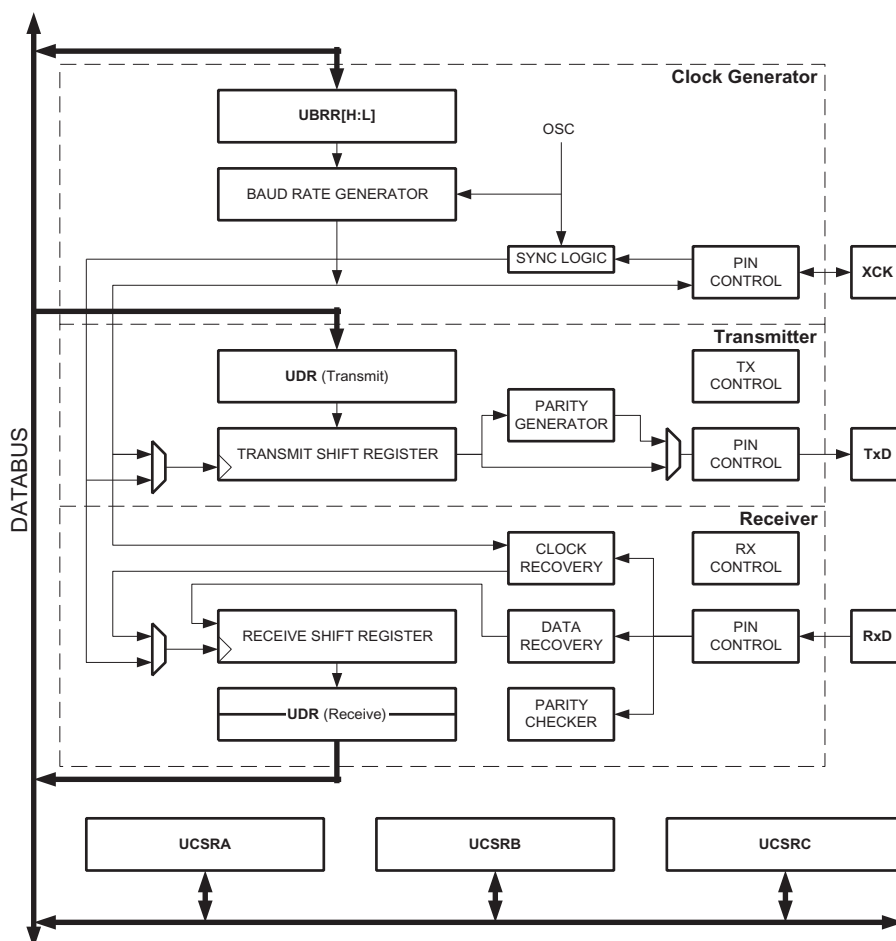 Clock Generator
UBRR[H:L]
OSC
BAUD RATE GENERATOR
SYNC LOGIC
PIN
CONTROL
XCK
Transmitter
UDR (Transmit)
TX
CONTROL
PARITY
GENERATOR
TRANSMIT SHIFT REGISTER
PIN
CONTROL
TxD
DATABUS
Receiver
CLOCK
RECOVERY
RX
CONTROL
RECEIVE SHIFT REGISTER
DATA
RECOVERY
PIN
CONTROL
RxD
UDR (Receive)
PARITY
CHECKER
UCSRA
UCSRB
UCSRC